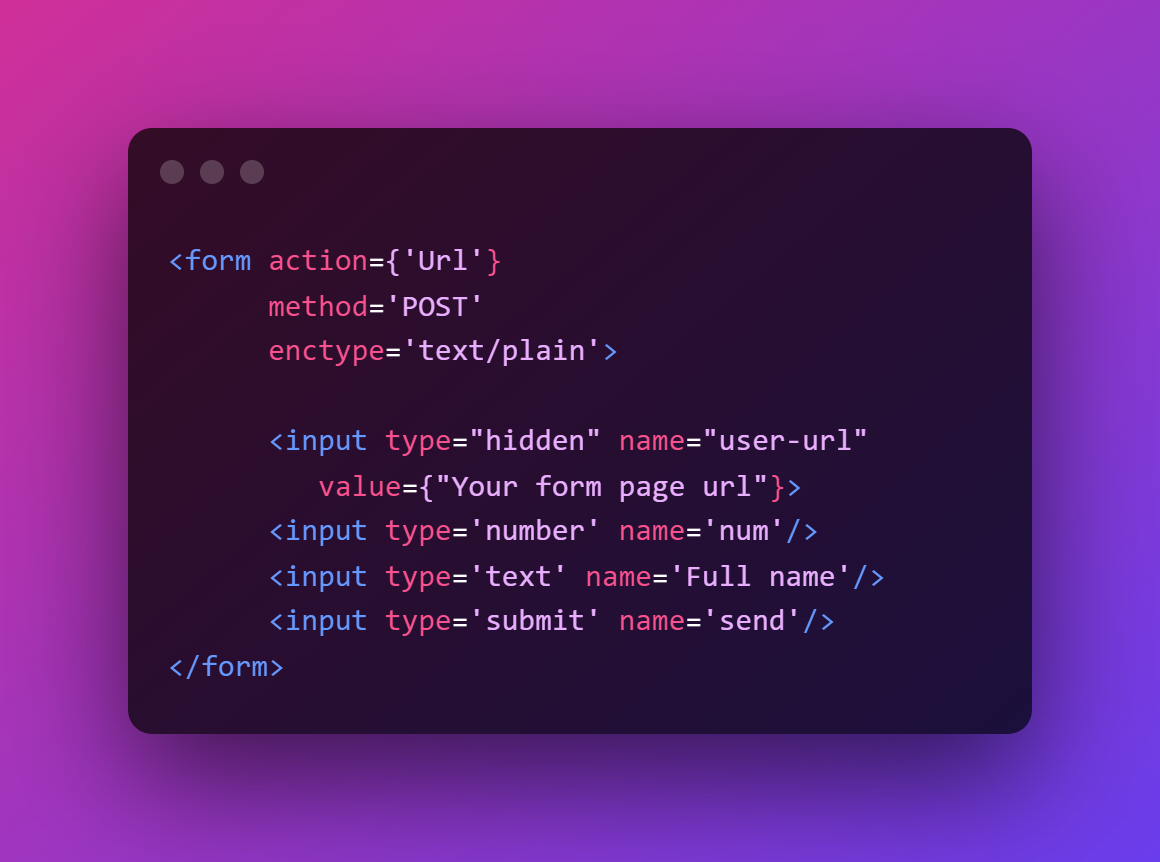 <form action={'Url'}
method='POST'
enctype='text/plain'>
<input type="hidden" name="user-url"
value={"Your form page url"}>
<input type='number' name='num'/>
<input type='text' name='Full name'/>
<input type='submit' name='send'/>
</form>